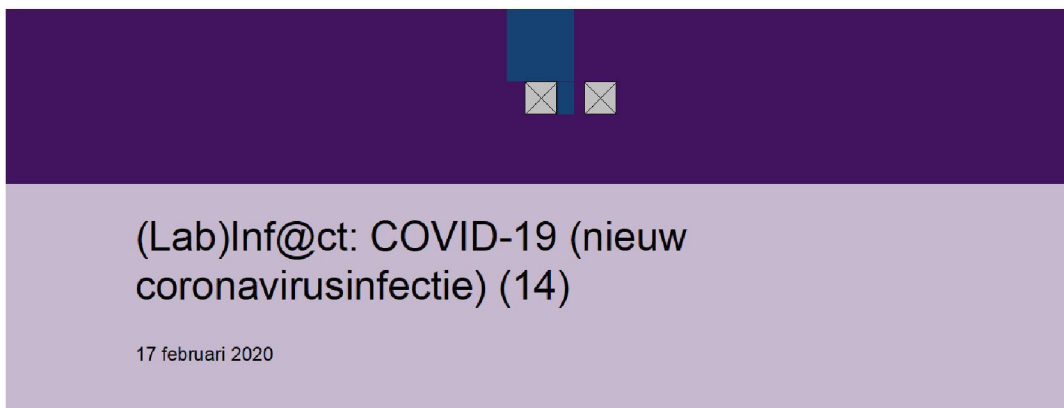 (Lab)Inf@ct: COVID-19 (nieuw
coronavirusinfectie) (14)
17 februari 2020